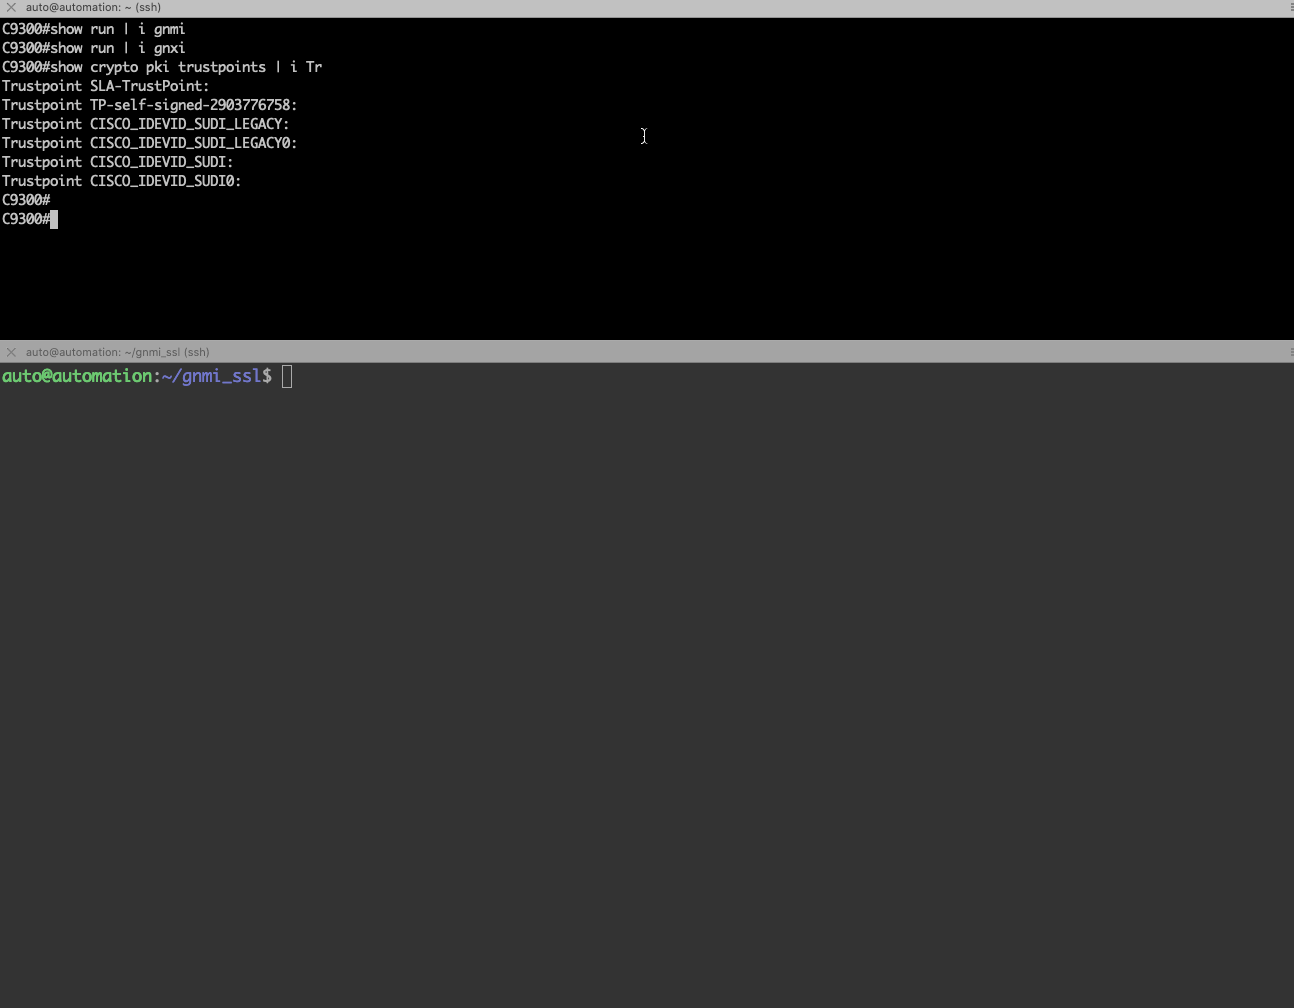 auto@automation: ~ (ssh)
C9300#show run | i gnmi
C9300#show run | i gnxi
C9300#show crypto pki trustpoints | i Tr
Trustpoint SLA-TrustPoint:
Trustpoint TP-self-signed-2903776758:
Trustpoint CISCO_IDEVID_SUDI_LEGACY:
Trustpoint CISCO_IDEVID_SUDI_LEGACY0:
Trustpoint CISCO_IDEVID_SUDI:
Trustpoint CISCO_IDEVID_SUDI0:
C9300#
C9300#
auto@automation: ~/gnmi_ssl (ssh)
auto@automation:~/gnmi_ssl$